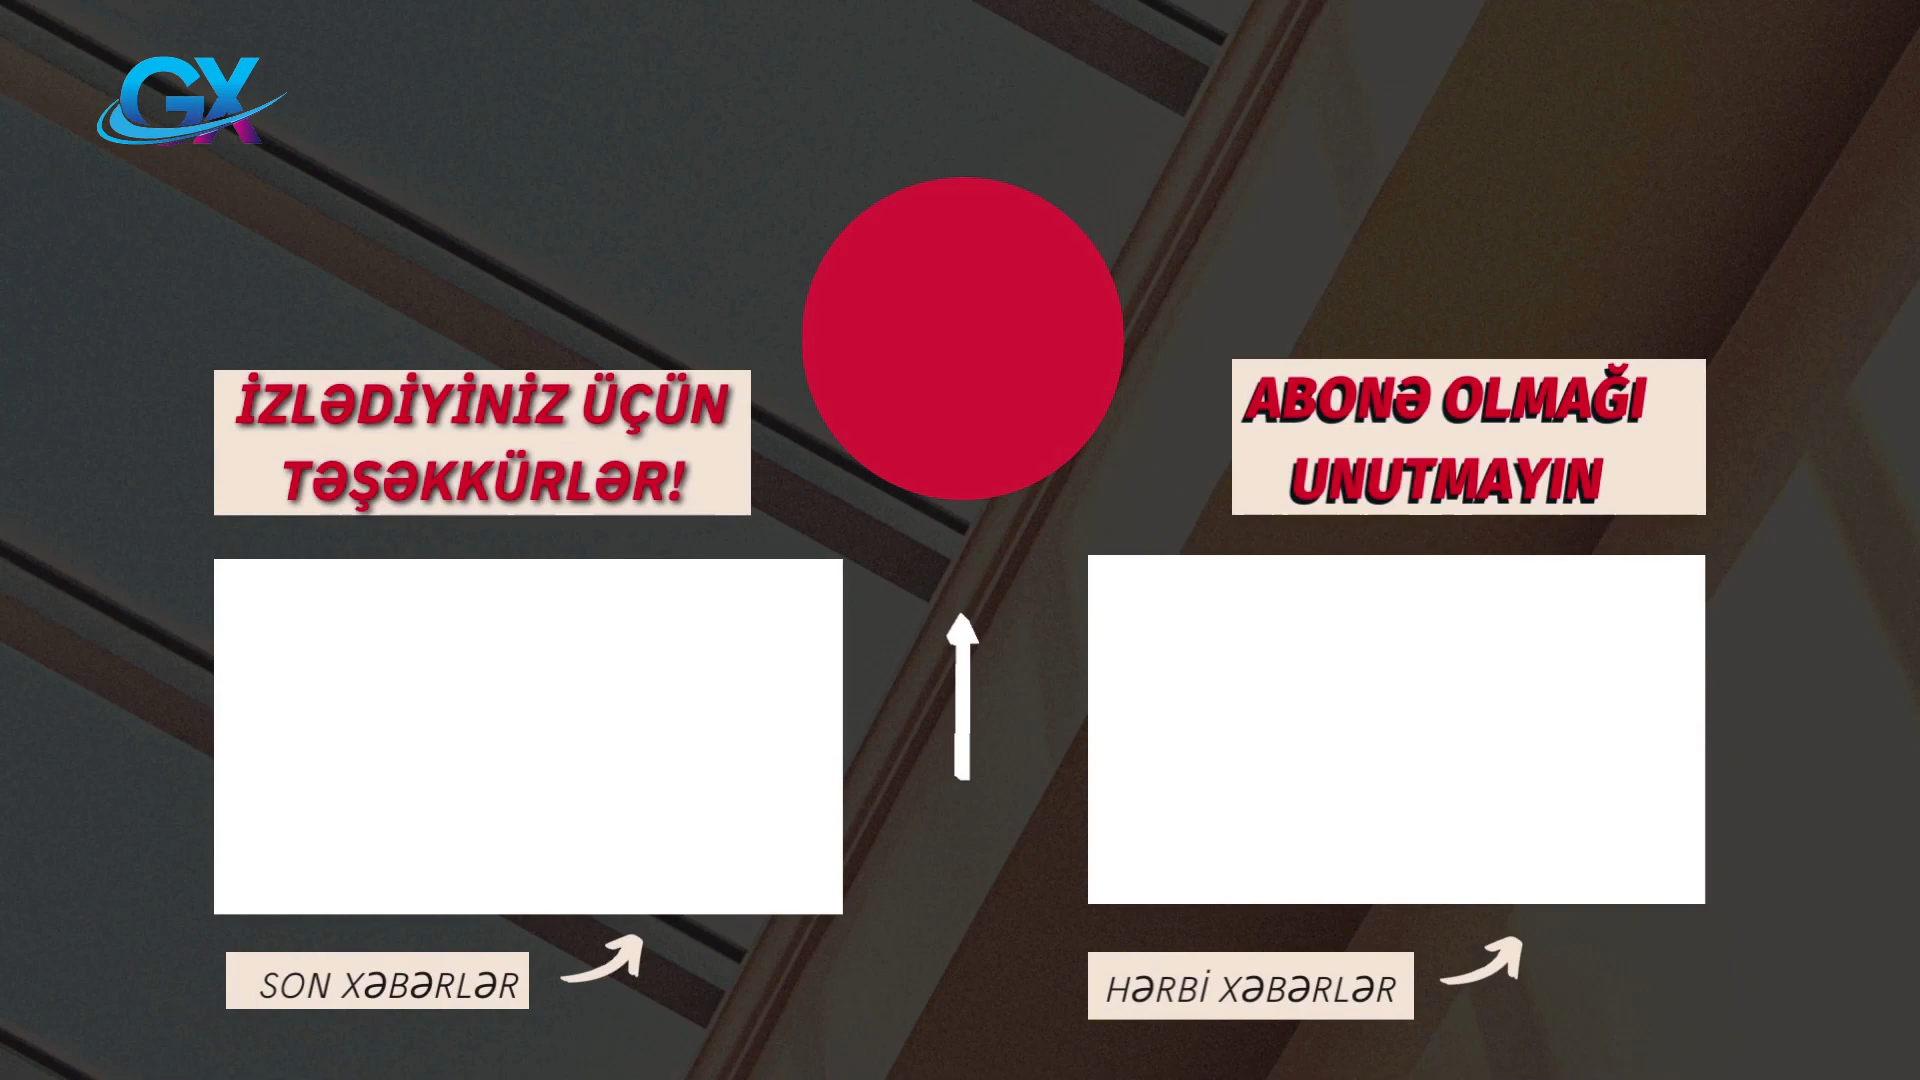 GX
İZLƏDİYİNİZ ÜÇÜN
TƏŞƏKKÜRLƏR!
ABONƏ OLMAĞI
UNUTMAYIN
SON XƏBƏRLƏR
HƏRBİ XƏBƏRLƏR